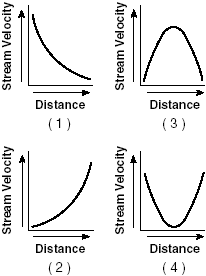 Stream Velocity
Distance
( 1 )
Stream Velocity
Distance
( 3 )
Stream Velocity
Distance
( 2 )
Stream Velocity
Distance
( 4 )